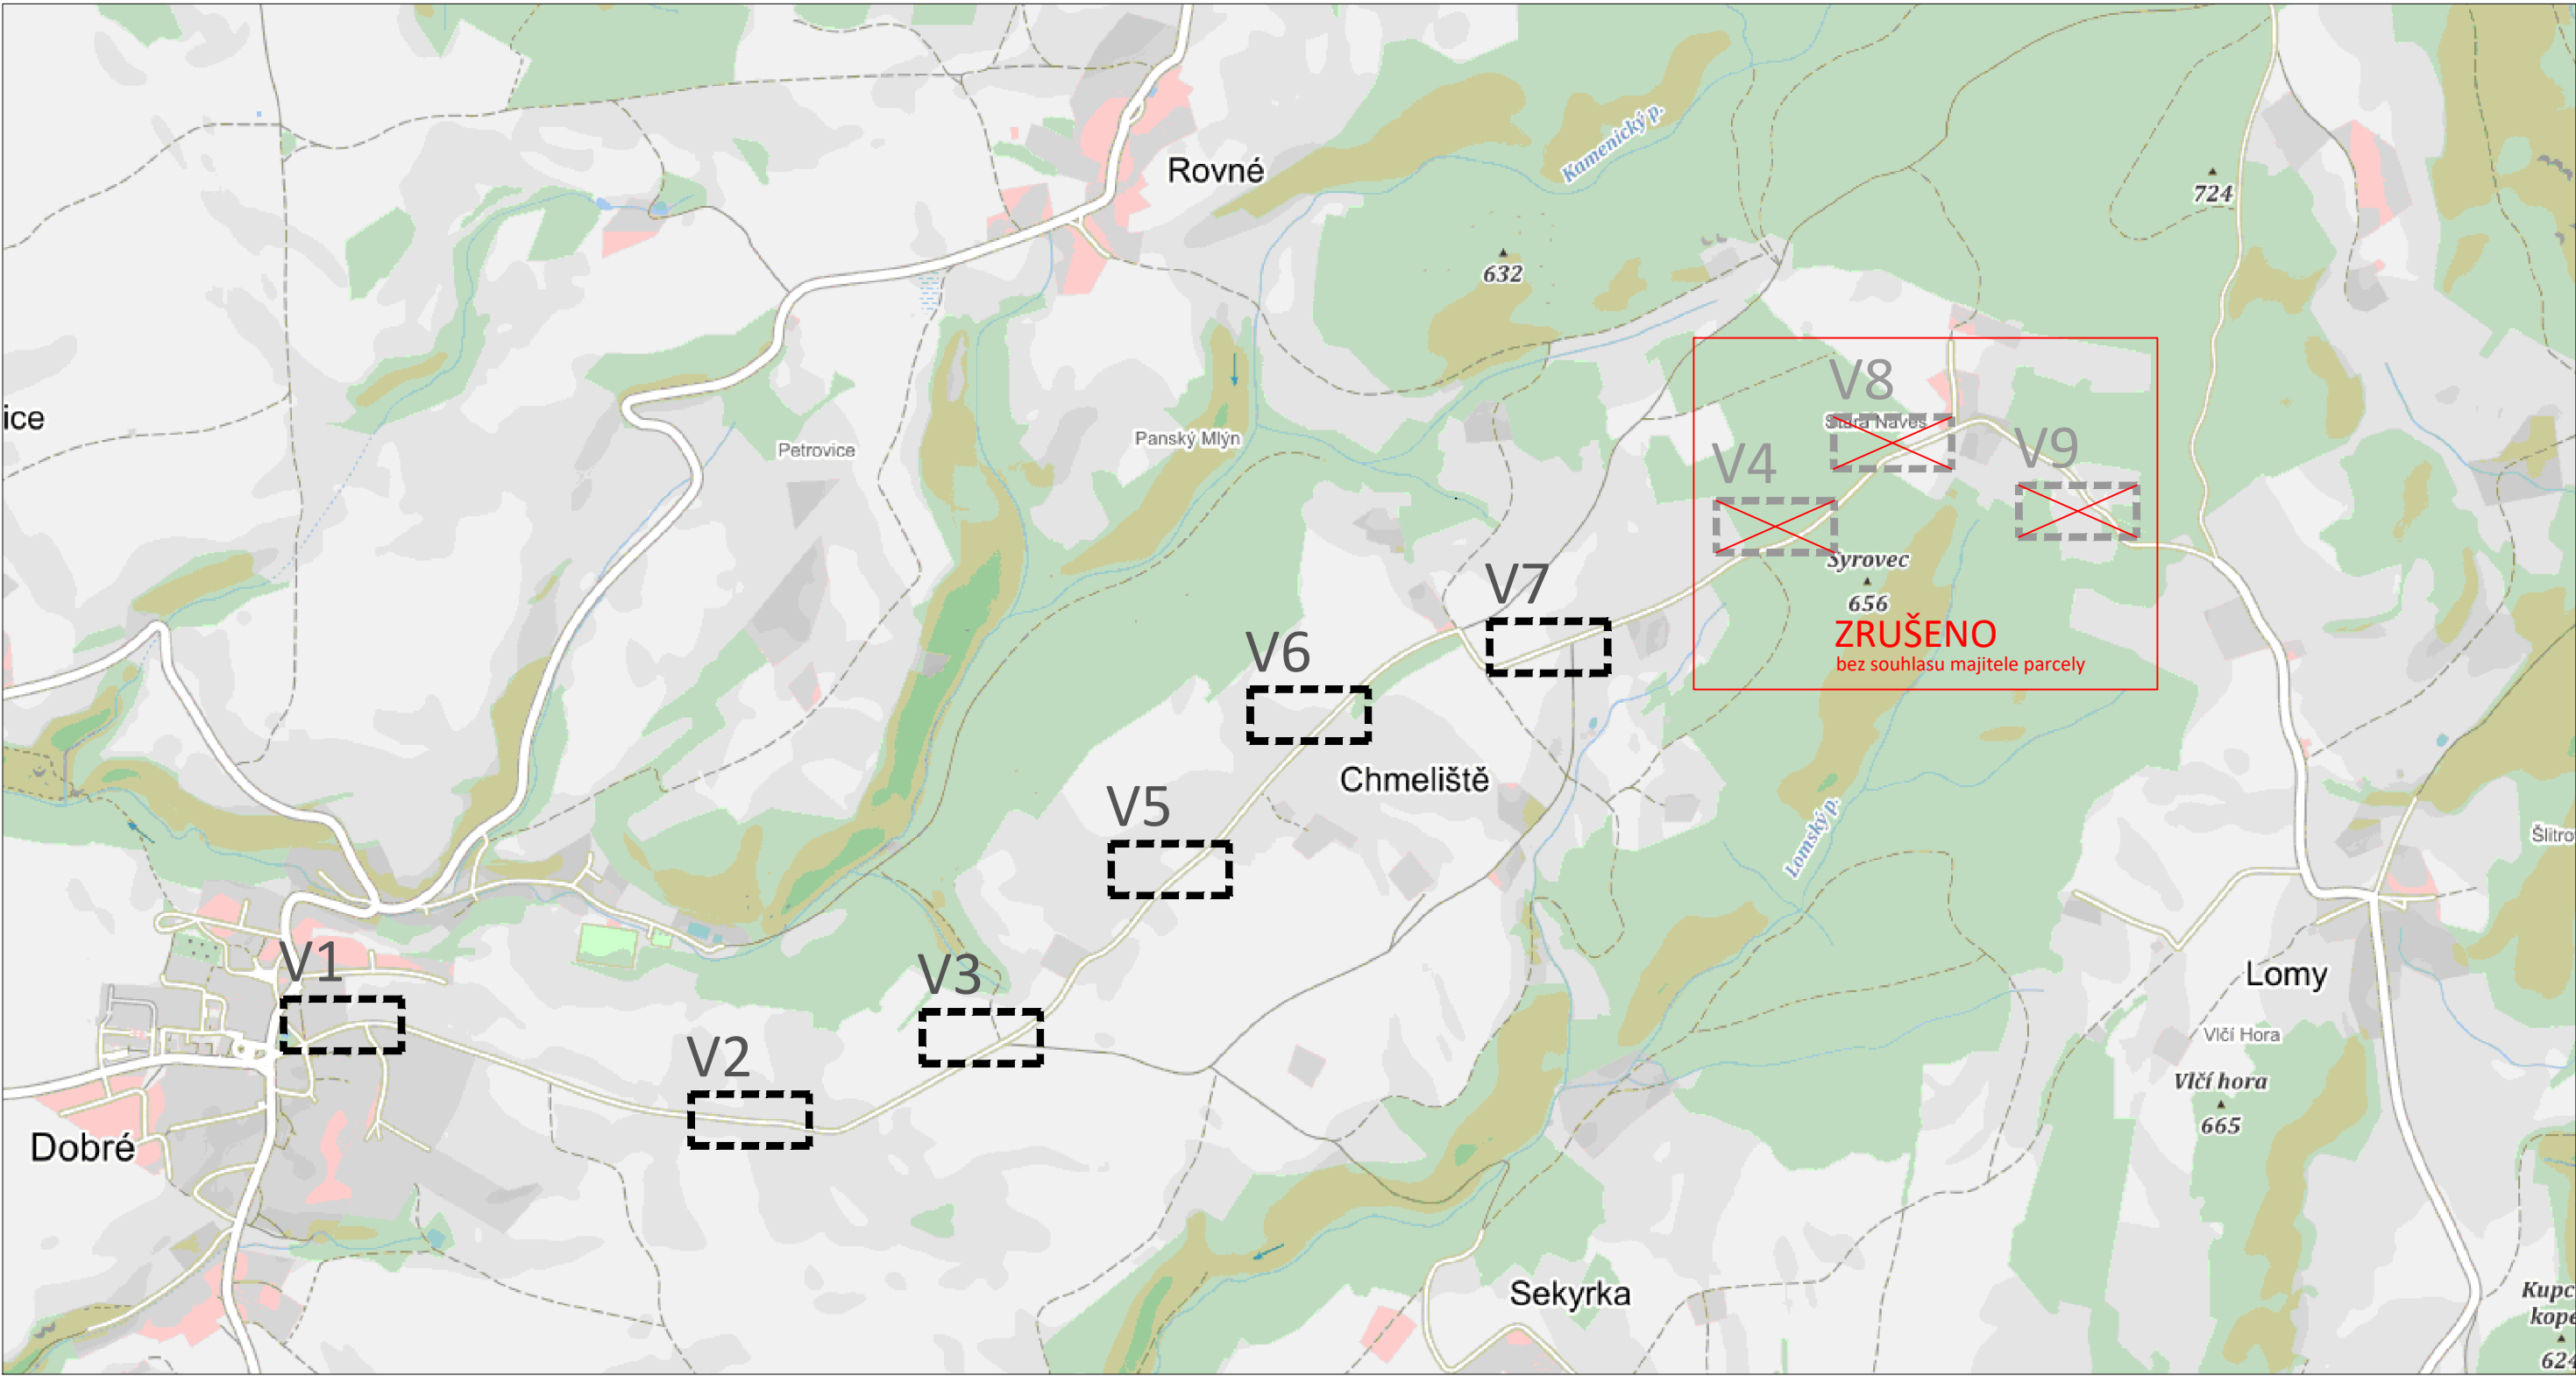 Rovné
Kamenický p.
724
632
V8
Stará Náves
ice
Panský Mlýn
Petrovice
V9
V4
Syrovec
656
V7
ZRUŠENO
bez souhlasu majitele parcely
V6
Chmeliště
V5
Lomský p.
Šlitro
V1
V3
Lomy
V2
Vlčí Hora
Vlčí hora
665
Dobré
Sekyrka
Kupc
kope
624